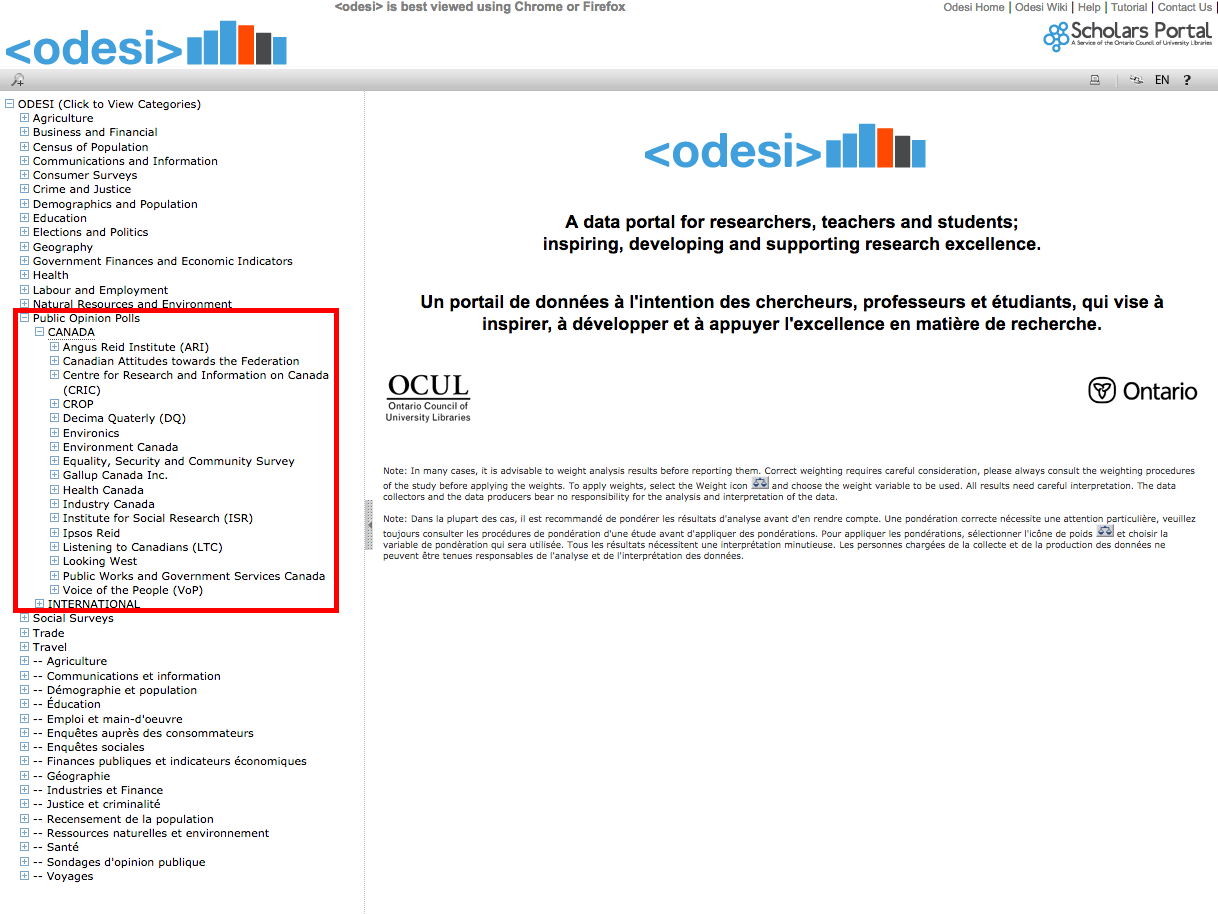 <odesi> is best viewed using Chrome or Firefox
Odesi Home | Odesi Wiki | Help | Tutorial | Contact Us |
<odesi>
Scholars Portal
A Service of the Ontario Council of University Libraries
EN ?
ODESI (Click to View Categories)
Agriculture
Business and Financial
Census of Population
Communications and Information
Consumer Surveys
Crime and Justice
Demographics and Population
Education
Elections and Politics
Geography
Government Finances and Economic Indicators
Health
Labour and Employment
Natural Resources and Environment
Public Opinion Polls
CANADA
Angus Reid Institute (ARI)
Canadian Attitudes towards the Federation
Centre for Research and Information on Canada
(CRIC)
CROP
Decima Quaterly (DQ)
Environics
Environment Canada
Equality, Security and Community Survey
Gallup Canada Inc.
Health Canada
Industry Canada
Institute for Social Research (ISR)
Ipsos Reid
Listening to Canadians (LTC)
Looking West
Public Works and Government Services Canada
Voice of the People (VoP)
INTERNATIONAL
Social Surveys
Trade
Travel
-- Agriculture
-- Communications et information
-- Démographie et population
-- Éducation
-- Emploi et main-d'oeuvre
-- Enquêtes auprès des consommateurs
-- Enquêtes sociales
-- Finances publiques et indicateurs économiques
-- Géographie
-- Industries et Finance
-- Justice et criminalité
-- Recensement de la population
-- Ressources naturelles et environnement
-- Santé
-- Sondages d'opinion publique
-- Voyages
<odesi>
A data portal for researchers, teachers and students;
inspiring, developing and supporting research excellence.
Un portail de données à l'intention des chercheurs, professeurs et étudiants, qui vise à
inspirer, à développer et à appuyer l'excellence en matière de recherche.
OCUL
Ontario Council of
University Libraries
Ontario
Note: In many cases, it is advisable to weight analysis results before reporting them. Correct weighting requires careful consideration, please always consult the weighting procedures
of the study before applying the weights. To apply weights, select the Weight icon and choose the weight variable to be used. All results need careful interpretation. The data
collectors and the data producers bear no responsibility for the analysis and interpretation of the data.
Note: Dans la plupart des cas, il est recommandé de pondérer les résultats d'analyse avant d'en rendre compte. Une pondération correcte nécessite une attention particulière, veuillez
toujours consulter les procédures de pondération d'une étude avant d'appliquer des pondérations. Pour appliquer les pondérations, sélectionner l'icône de poids et choisir la
variable de pondération qui sera utilisée. Tous les résultats nécessitent une interprétation minutieuse. Les personnes chargées de la collecte et de la production des données ne
peuvent être tenues responsables de l'analyse et de l'interprétation des données.